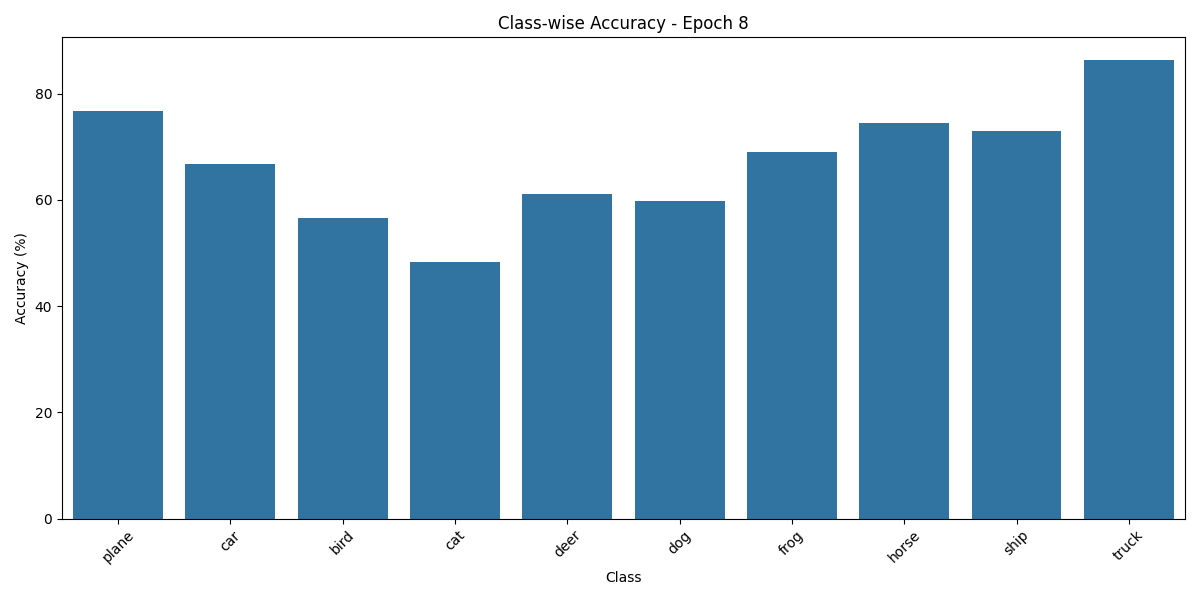 Class-wise Accuracy - Epoch 8
Accuracy (%)
80
60
40
20
0
plane
car
bird
cat
deer
dog
frog
horse
ship
truck
Class